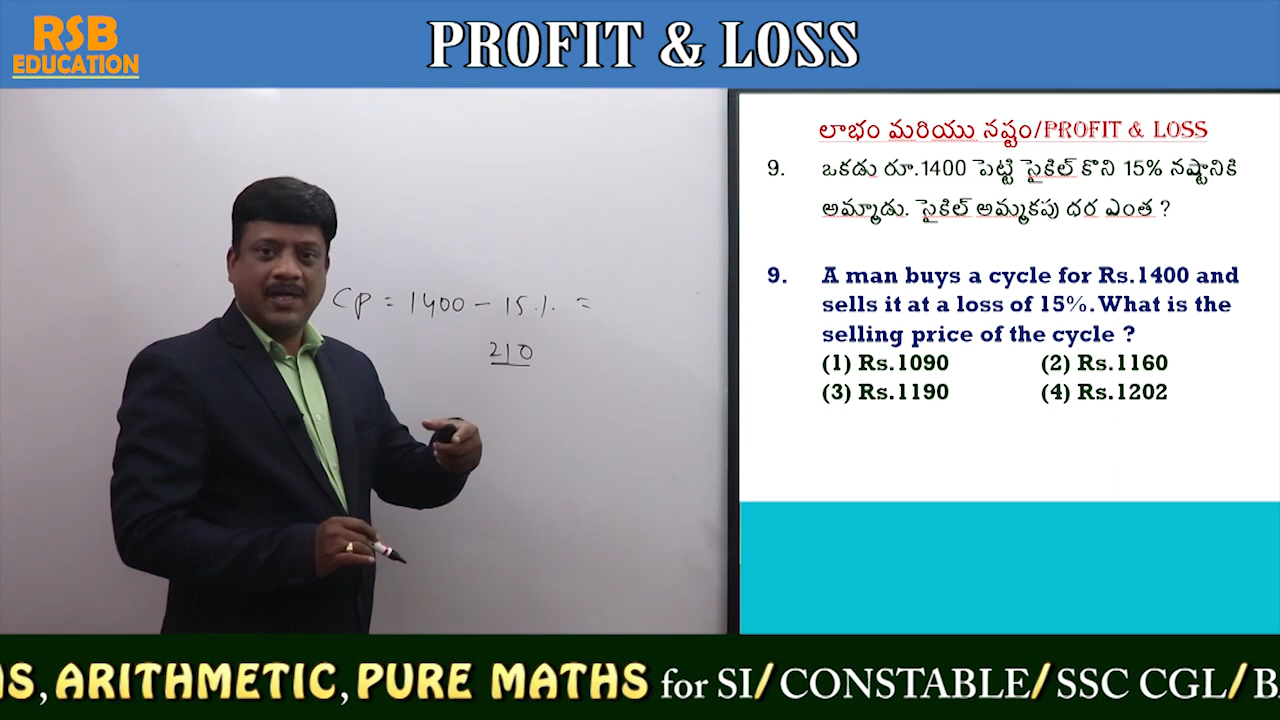 RSB
EDUCATION
PROFIT & LOSS
లాభం మరియు నష్టం/PROFIT & LOSS
9. ఒకడు రూ.1400 పెట్టి సైకిల్ కొని 15% నష్టానికి
అమ్మాడు. సైకిల్ అమ్మకపు ధర ఎంత ?
9. A man buys a cycle for Rs.1400 and
sells it at a loss of 15%. What is the
selling price of the cycle ?
(1) Rs.1090 (2) Rs.1160
(3) Rs.1190 (4) Rs.1202
CP = 1400 - 15% =
210
, ARITHMETIC, PURE MATHS for SI/CONSTABLE/SSC CGL/